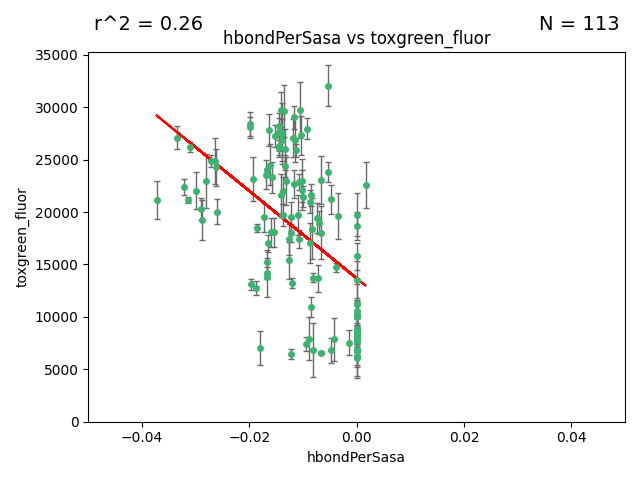 r^2 = 0.26
N = 113
hbondPerSasa vs toxgreen_fluor
toxgreen_fluor
35000
30000
25000
20000
15000
10000
5000
0
−0.04
−0.02
0.00
0.02
0.04
hbondPerSasa